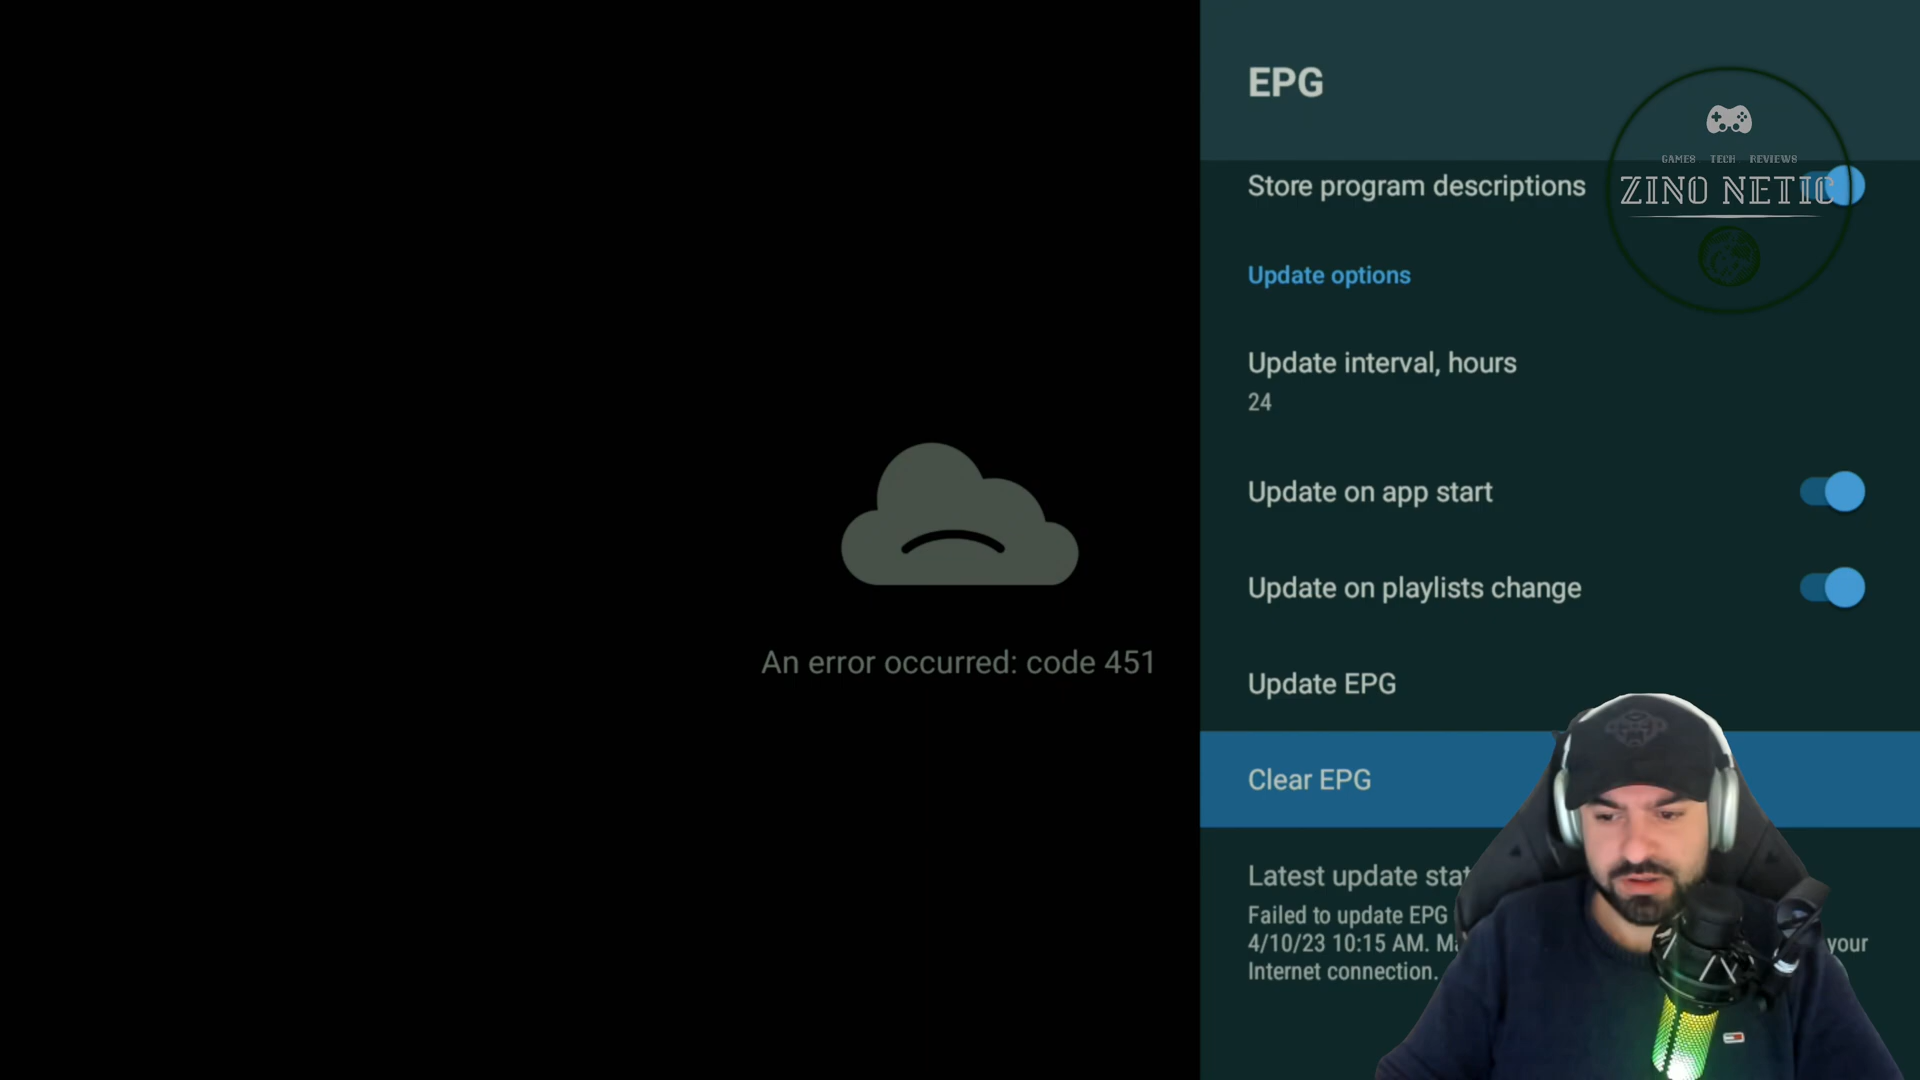 EPG
GAMES TECH REVIEWS
ZINO NETIC
Store program descriptions
Update options
Update interval, hours
24
Update on app start
Update on playlists change
An error occurred: code 451
Update EPG
Clear EPG
Latest update
Failed to update EPG
4/10/23 10:15 AM. your
Internet connection.